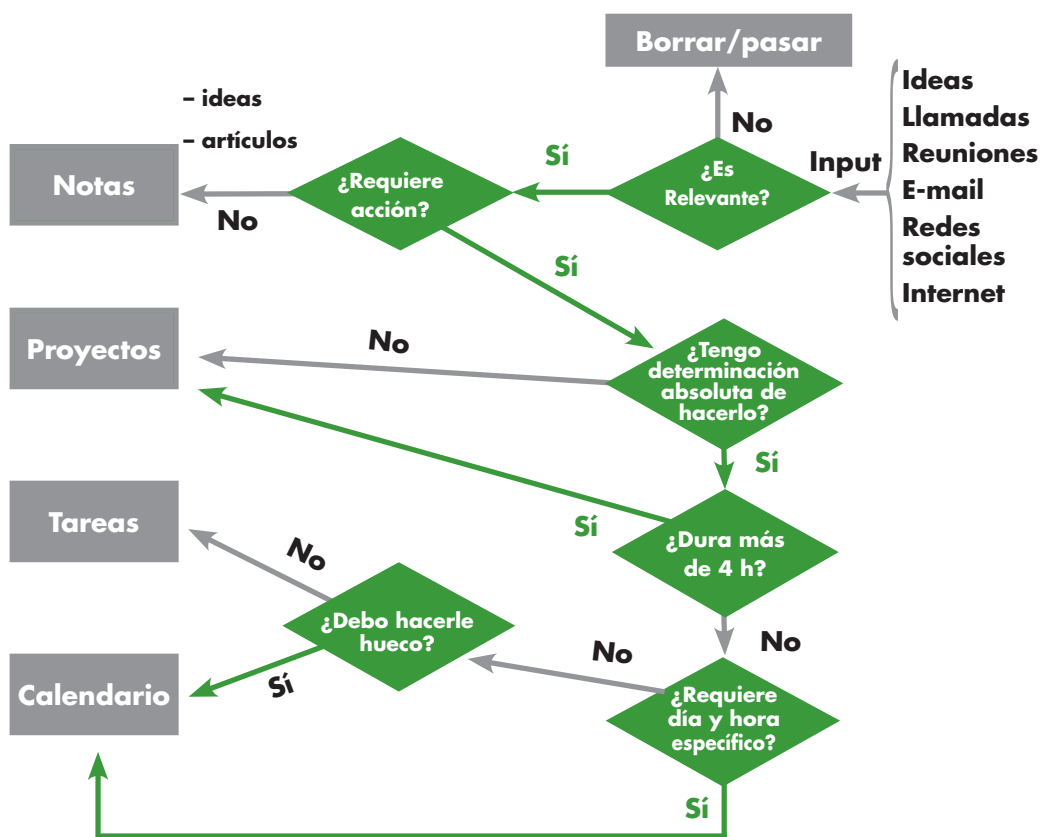 Borrar/pasar
Ideas
Llamadas
Reuniones
E-mail
Redes
sociales
Internet
Input
No
¿Es
Relevante?
Sí
– ideas
– artículos
¿Requiere
acción?
No
Notas
Sí
¿Tengo
determinación
absoluta de
hacerlo?
No
Proyectos
Sí
¿Dura más
de 4 h?
Sí
Tareas
No
¿Debo hacerle
hueco?
No
No
¿Requiere
día y hora
específico?
Sí
Calendario
Sí